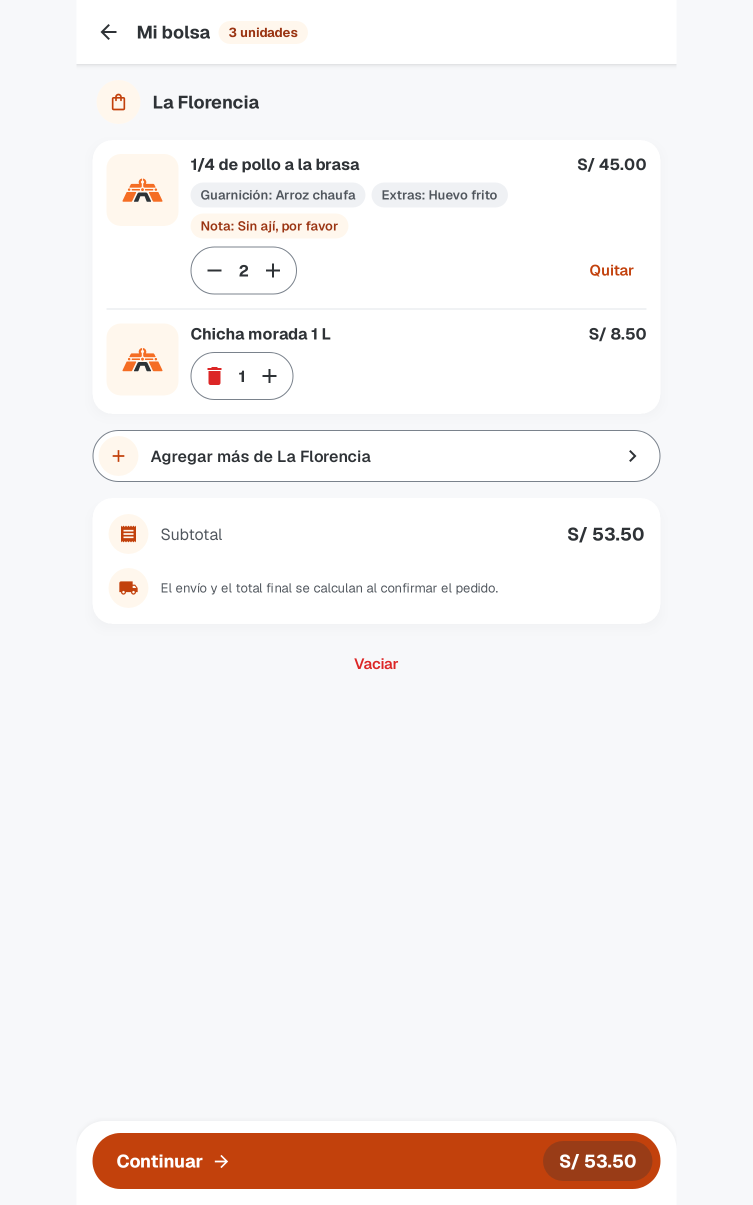 Mi bolsa 3 unidades
La Florencia
1/4 de pollo a la brasa S/ 45.00
Guarnición: Arroz chaufa Extras: Huevo frito
Nota: Sin ají, por favor
2 Quitar
Chicha morada 1 L S/ 8.50
1
Agregar más de La Florencia
Subtotal S/ 53.50
El envío y el total final se calculan al confirmar el pedido.
Vaciar
Continuar S/ 53.50